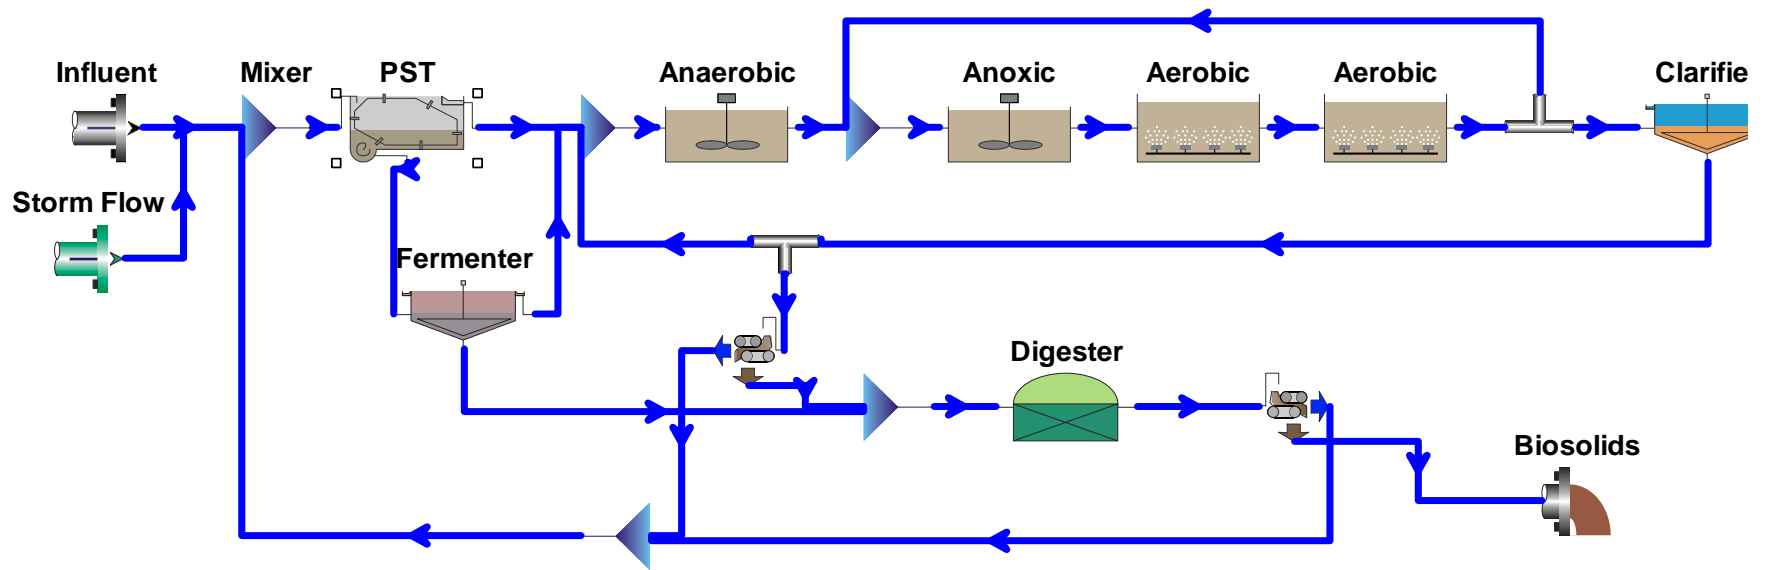 Influent
Mixer
PST
Anaerobic
Anoxic
Aerobic
Aerobic
Clarifie
Storm Flow
Fermenter
Digester
Biosolids